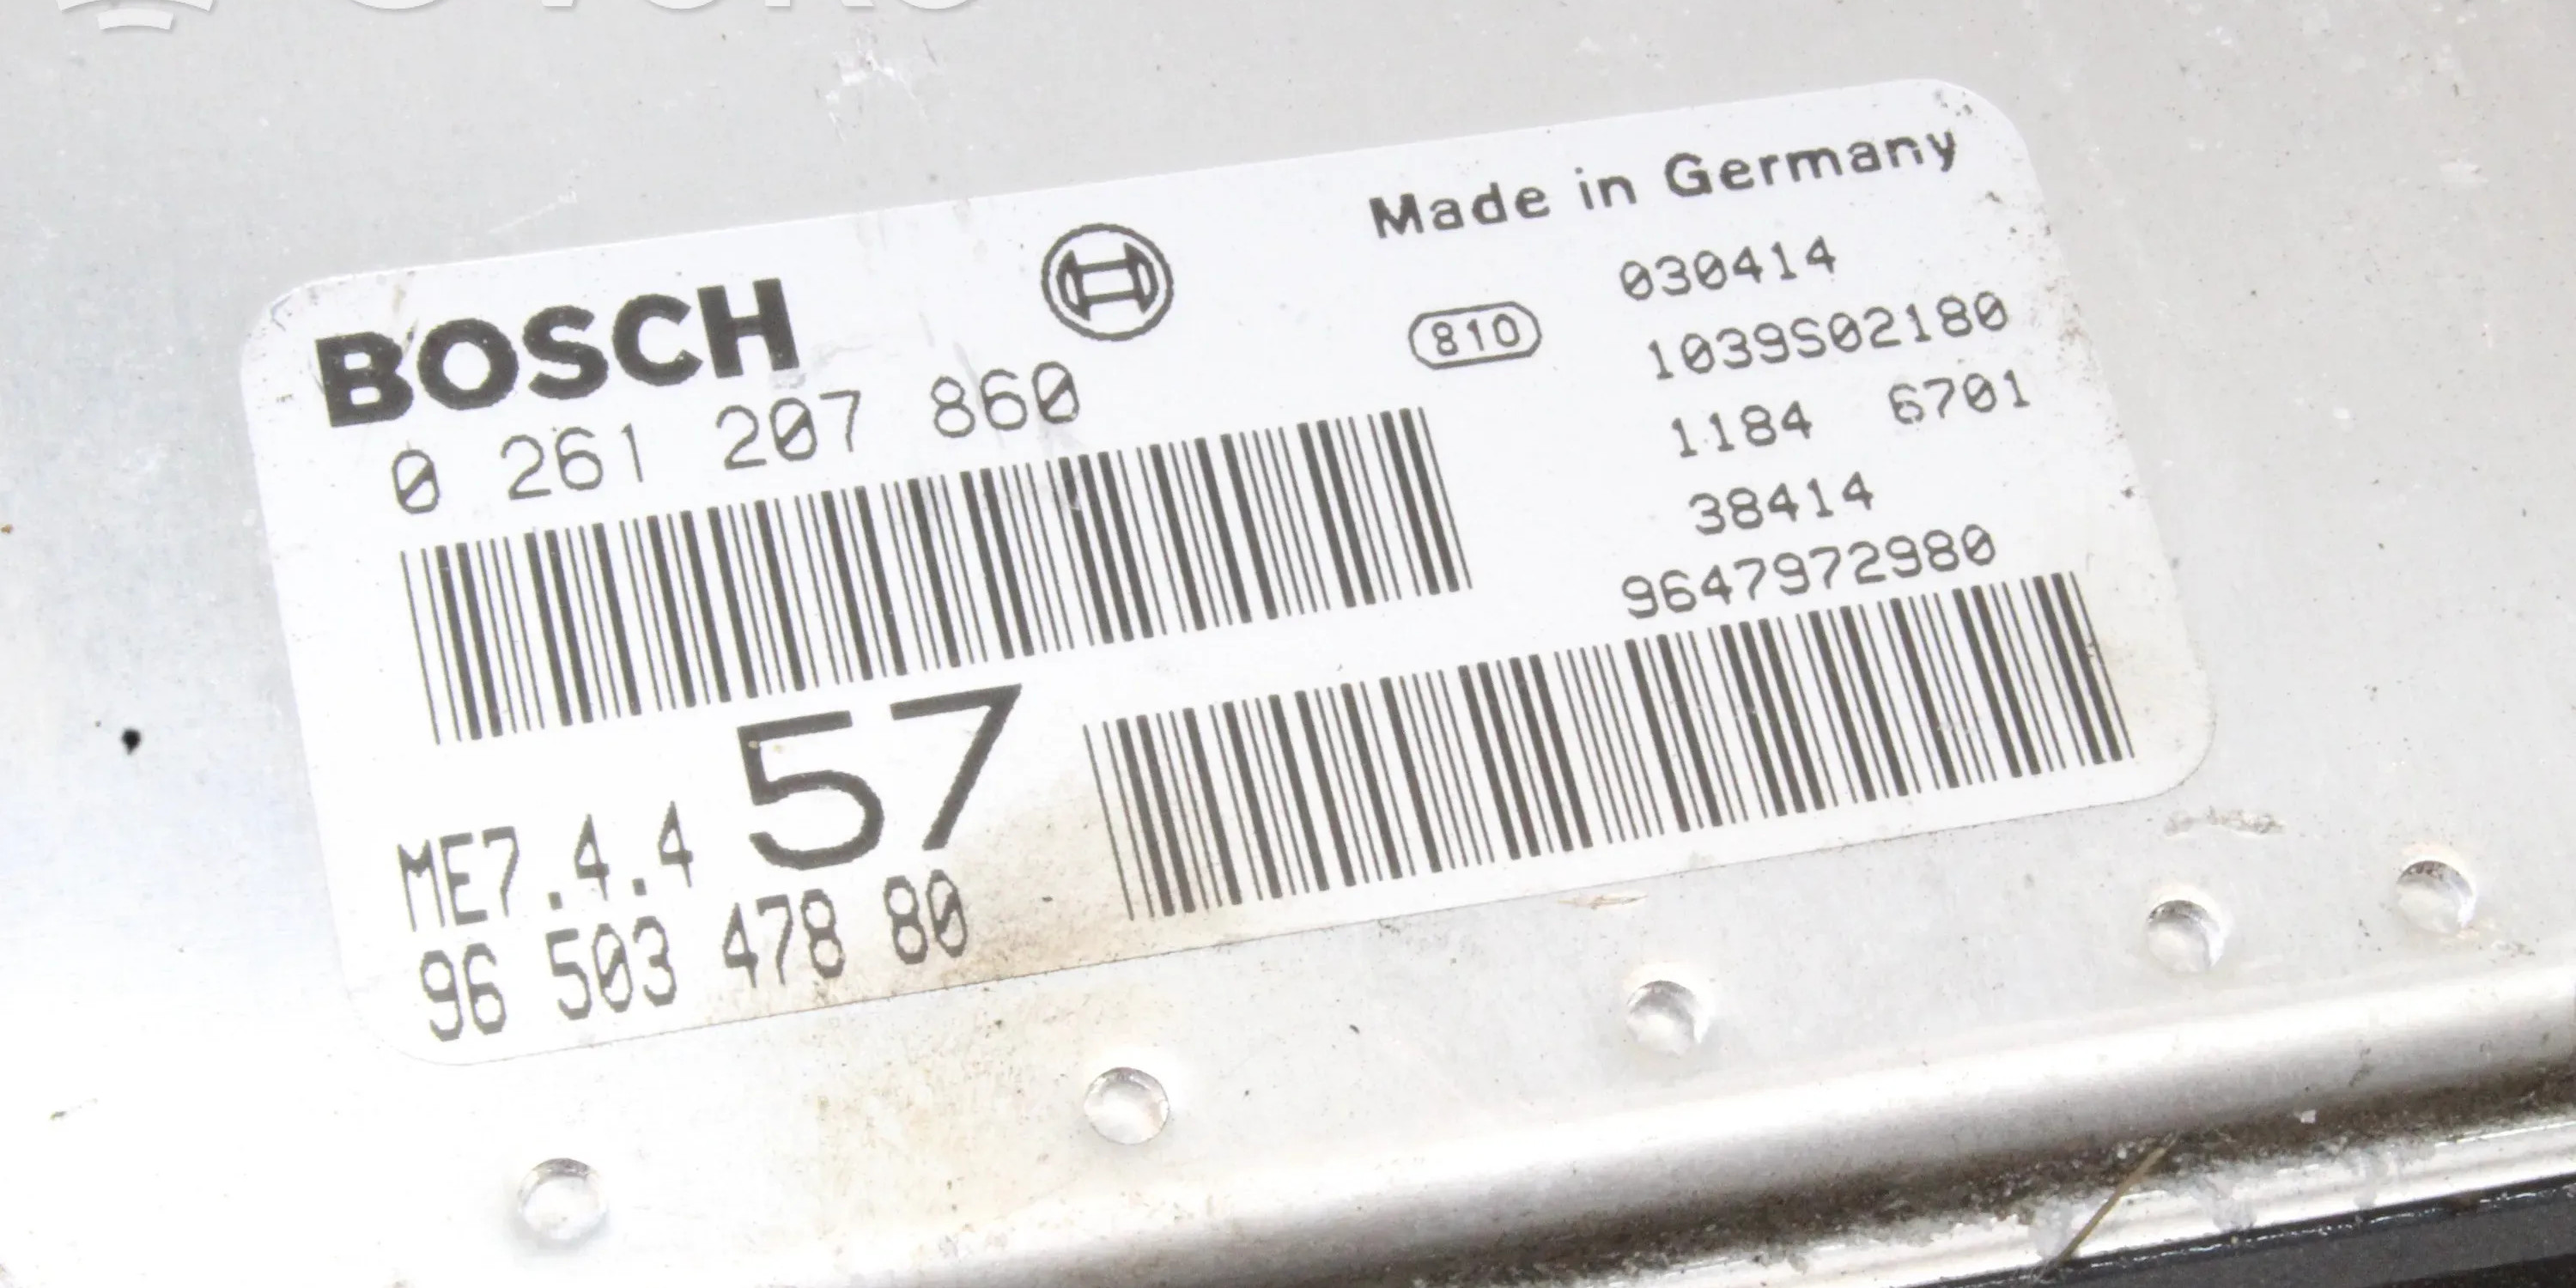 BOSCH
0 261 207 860
ME7.4.4 57
96 503 478 80
Made in Germany
810
030414
1039S02180
1184 6701
38414
9647972980